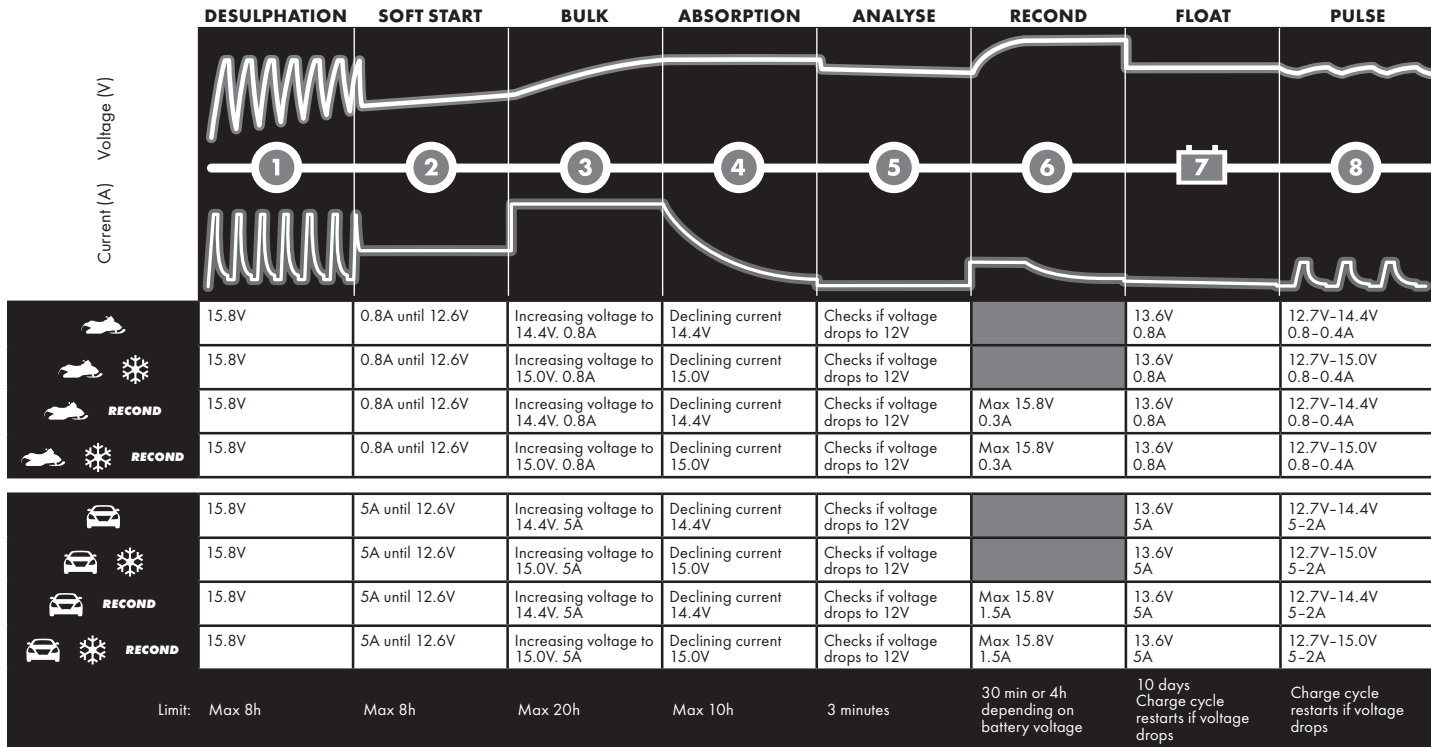 DESULPHATION SOFT START BULK ABSORPTION ANALYSE RECOND FLOAT PULSE
Voltage (V)
Current (A)
1 2 3 4 5 6 7 8
15.8V 0.8A until 12.6V Increasing voltage to Declining current Checks if voltage 13.6V 12.7V–14.4V
14.4V. 0.8A 14.4V drops to 12V 0.8A 0.8–0.4A
15.8V 0.8A until 12.6V Increasing voltage to Declining current Checks if voltage 13.6V 12.7V–15.0V
15.0V. 0.8A 15.0V drops to 12V 0.8A 0.8–0.4A
RECOND 15.8V 0.8A until 12.6V Increasing voltage to Declining current Checks if voltage Max 15.8V 13.6V 12.7V–14.4V
14.4V. 0.8A 14.4V drops to 12V 0.3A 0.8A 0.8–0.4A
RECOND 15.8V 0.8A until 12.6V Increasing voltage to Declining current Checks if voltage Max 15.8V 13.6V 12.7V–15.0V
15.0V. 0.8A 15.0V drops to 12V 0.3A 0.8A 0.8–0.4A
15.8V 5A until 12.6V Increasing voltage to Declining current Checks if voltage 13.6V 12.7V–14.4V
14.4V. 5A 14.4V drops to 12V 5A 5–2A
15.8V 5A until 12.6V Increasing voltage to Declining current Checks if voltage 13.6V 12.7V–15.0V
15.0V. 5A 15.0V drops to 12V 5A 5–2A
RECOND 15.8V 5A until 12.6V Increasing voltage to Declining current Checks if voltage Max 15.8V 13.6V 12.7V–14.4V
14.4V. 5A 14.4V drops to 12V 1.5A 5A 5–2A
RECOND 15.8V 5A until 12.6V Increasing voltage to Declining current Checks if voltage Max 15.8V 13.6V 12.7V–15.0V
15.0V. 5A 15.0V drops to 12V 1.5A 5A 5–2A
Limit: Max 8h Max 8h Max 20h Max 10h 3 minutes
30 min or 4h
depending on
battery voltage
10 days
Charge cycle
restarts if voltage
drops
Charge cycle
restarts if voltage
drops